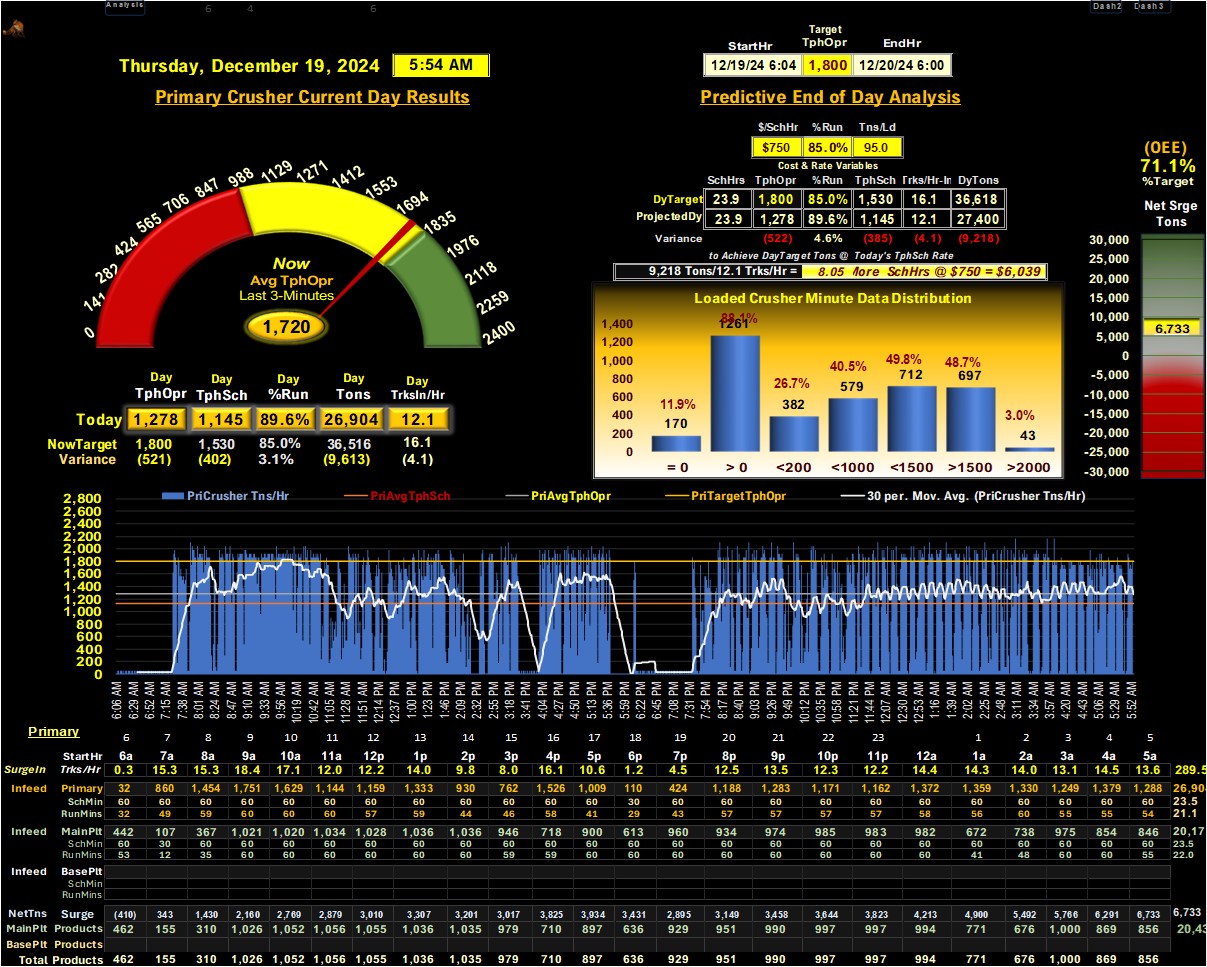 Analysis 6 4 6 Dash2 Dash3
Target
StartHr TphOpr EndHr
Thursday, December 19, 2024 5:54 AM 12/19/24 6:04 1,800 12/20/24 6:00
Primary Crusher Current Day Results Predictive End of Day Analysis
$/SchHr %Run Tns/Ld
$750 85.0% 95.0
Cost & Rate Variables
SchHrs TphOpr %Run TphSch Trks/Hr-In DyTons
DyTarget 23.9 1,800 85.0% 1,530 16.1 36,618
ProjectedDy 23.9 1,278 89.6% 1,145 12.1 27,400
Variance (522) 4.6% (385) (4.1) (9,218)
to Achieve DayTarget Tons @ Today's TphSch Rate
9,218 Tons/12.1 Trks/Hr = 8.05 More SchHrs @ $750 = $6,039
(OEE)
71.1%
%Target
Net Srge
Tons
30,000
25,000
20,000
15,000
10,000
6,733
5,000
0
-5,000
-10,000
-15,000
-20,000
-25,000
-30,000
0 141 282 424 565 706 847 988 1129 1271 1412 1553 1694 1835 1976 2118 2259 2400
Now
Avg TphOpr
Last 3-Minutes
1,720
Loaded Crusher Minute Data Distribution
1,400
1,200
1,000
800
600
400
200
0
11.9% 88.1% 26.7% 40.5% 49.8% 48.7% 3.0%
170 1261 382 579 712 697 43
= 0 > 0 <200 <1000 <1500 >1500 >2000
Day Day Day Day Day
TphOpr TphSch %Run Tons TrksIn/Hr
Today 1,278 1,145 89.6% 26,904 12.1
NowTarget 1,800 1,530 85.0% 36,516 16.1
Variance (521) (402) 3.1% (9,613) (4.1)
PriCrusher Tns/Hr PriAvgTphSch PriAvgTphOpr PriTargetTphOpr 30 per. Mov. Avg. (PriCrusher Tns/Hr)
2,800
2,600
2,400
2,200
2,000
1,800
1,600
1,400
1,200
1,000
800
600
400
200
0
6:06 AM 6:29 AM 6:52 AM 7:15 AM 7:38 AM 8:01 AM 8:24 AM 8:47 AM 9:10 AM 9:33 AM 9:56 AM 10:19 AM 10:42 AM 11:05 AM 11:28 AM 11:51 AM 12:14 PM 12:37 PM 1:00 PM 1:23 PM 1:46 PM 2:09 PM 2:32 PM 2:55 PM 3:18 PM 3:41 PM 4:04 PM 4:27 PM 4:50 PM 5:13 PM 5:36 PM 5:59 PM 6:22 PM 6:45 PM 7:08 PM 7:31 PM 7:54 PM 8:17 PM 8:40 PM 9:03 PM 9:26 PM 9:49 PM 10:12 PM 10:35 PM 10:58 PM 11:21 PM 11:44 PM 12:07 AM 12:30 AM 12:53 AM 1:16 AM 1:39 AM 2:02 AM 2:25 AM 2:48 AM 3:11 AM 3:34 AM 3:57 AM 4:20 AM 4:43 AM 5:06 AM 5:29 AM 5:52 AM
Primary 6 7 8 9 10 11 12 13 14 15 16 17 18 19 20 21 22 23 1 2 3 4 5
StartHr 6a 7a 8a 9a 10a 11a 12p 1p 2p 3p 4p 5p 6p 7p 8p 9p 10p 11p 12a 1a 2a 3a 4a 5a
SurgeIn Trks/Hr 0.3 15.3 15.3 18.4 17.1 12.0 12.2 14.0 9.8 8.0 16.1 10.6 1.2 4.5 12.5 13.5 12.3 12.2 14.4 14.3 14.0 13.1 14.5 13.6 289.5
Infeed Primary 32 860 1,454 1,751 1,629 1,144 1,159 1,333 930 762 1,526 1,009 110 424 1,188 1,283 1,171 1,162 1,372 1,359 1,330 1,249 1,379 1,288 26,90
SchMin 60 60 60 60 60 60 60 60 60 60 60 60 30 60 60 60 60 60 60 60 60 60 60 60 23.5
RunMins 32 49 59 60 60 60 57 59 44 46 58 41 29 43 57 57 57 57 58 56 60 55 55 54 21.1
Infeed MainPlt 442 107 367 1,021 1,020 1,034 1,028 1,036 1,036 946 718 900 613 960 934 974 985 983 982 672 738 975 854 846 20,17
SchMin 60 30 60 60 60 60 60 60 60 60 60 60 60 60 60 60 60 60 60 60 60 60 60 60 23.5
RunMins 53 12 35 60 60 60 60 60 60 59 59 60 60 60 60 60 60 60 60 41 48 60 60 55 22.0
Infeed BasePlt
SchMin
RunMins
NetTns Surge (410) 343 1,430 2,160 2,769 2,879 3,010 3,307 3,201 3,017 3,825 3,934 3,431 2,895 3,149 3,458 3,644 3,823 4,213 4,900 5,492 5,766 6,291 6,733 6,733
MainPlt Products 462 155 310 1,026 1,052 1,056 1,055 1,036 1,035 979 710 897 636 929 951 990 997 997 994 771 676 1,000 869 856 20,43
BasePlt Products
Total Products 462 155 310 1,026 1,052 1,056 1,055 1,036 1,035 979 710 897 636 929 951 990 997 997 994 771 676 1,000 869 856